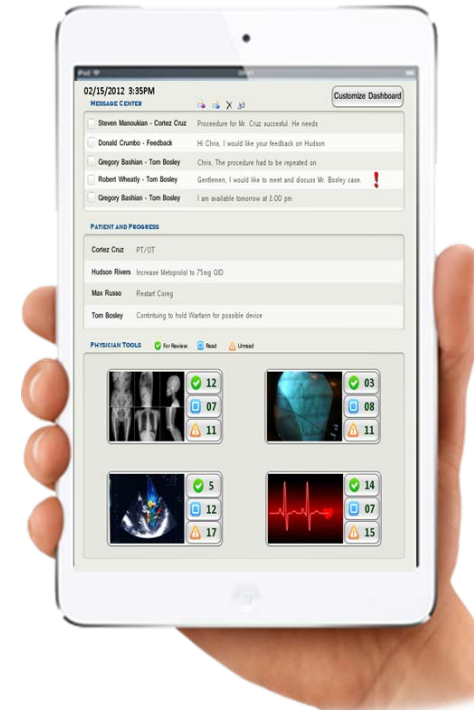 iPad
02/15/2012 3:35PM
Customize Dashboard
MESSAGE CENTER
Steven Manoukian - Cortez Cruz Proceedure for Mr. Cruz succesful. He needs
Donald Crumbo - Feedback Hi Chris, I would like your feedback on Hudson
Gregory Bashian - Tom Bosley Chris, The procedure had to be repeated on
Robert Wheatly - Tom Bosley Gentlemen, I would like to meet and discuss Mr. Bosley case.
Gregory Bashian - Tom Bosley I am available tomorrow at 2:00 pm
PATIENT AND PROGRESS
Cortez Cruz PT/OT
Hudson Rivers Increase Metoprolol to 75mg QID
Max Russo Restart Coreg
Tom Bosley Contintuing to hold Warfarin for possible device
PHYSICIAN TOOLS For Review Read Unread
12 03
07 08
11 11
5 14
12 07
17 15